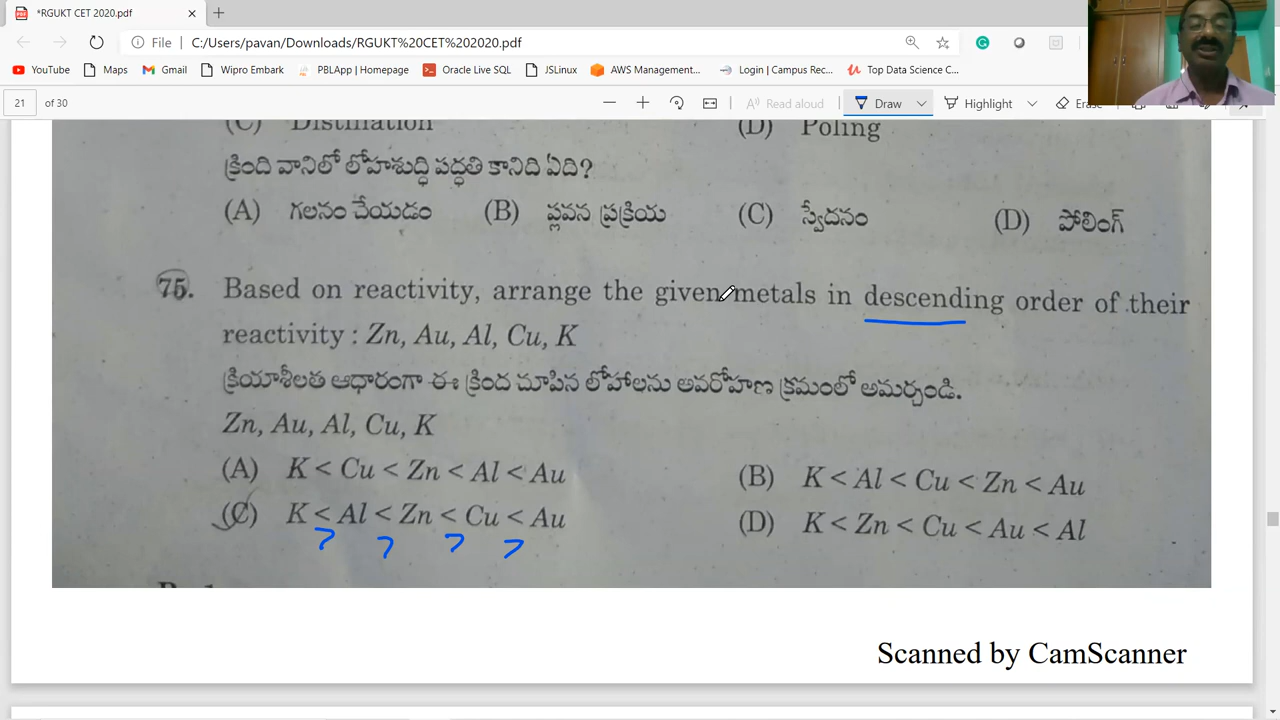 *RGUKT CET 2020.pdf
File C:/Users/pavan/Downloads/RGUKT%20CET%202020.pdf
YouTube Maps Gmail Wipro Embark PBLApp | Homepage Oracle Live SQL JSLinux AWS Management... Login | Campus Rec... Top Data Science C...
21 of 30 Read aloud Draw Highlight Erase
(C) Distillation (D) Poling
క్రింది వానిలో లోహశుద్ధి పద్ధతి కానిది ఏది?
(A) గలనం చేయడం (B) ప్లవన ప్రక్రియ (C) స్వేదనం (D) పోలింగ్
75. Based on reactivity, arrange the given metals in descending order of their
reactivity : Zn, Au, Al, Cu, K
క్రియాశీలత ఆధారంగా ఈ క్రింద చూపిన లోహాలను అవరోహణ క్రమంలో అమర్చండి.
Zn, Au, Al, Cu, K
(A) K < Cu < Zn < Al < Au (B) K < Al < Cu < Zn < Au
(C) K < Al < Zn < Cu < Au (D) K < Zn < Cu < Au < Al
> > > >
Scanned by CamScanner